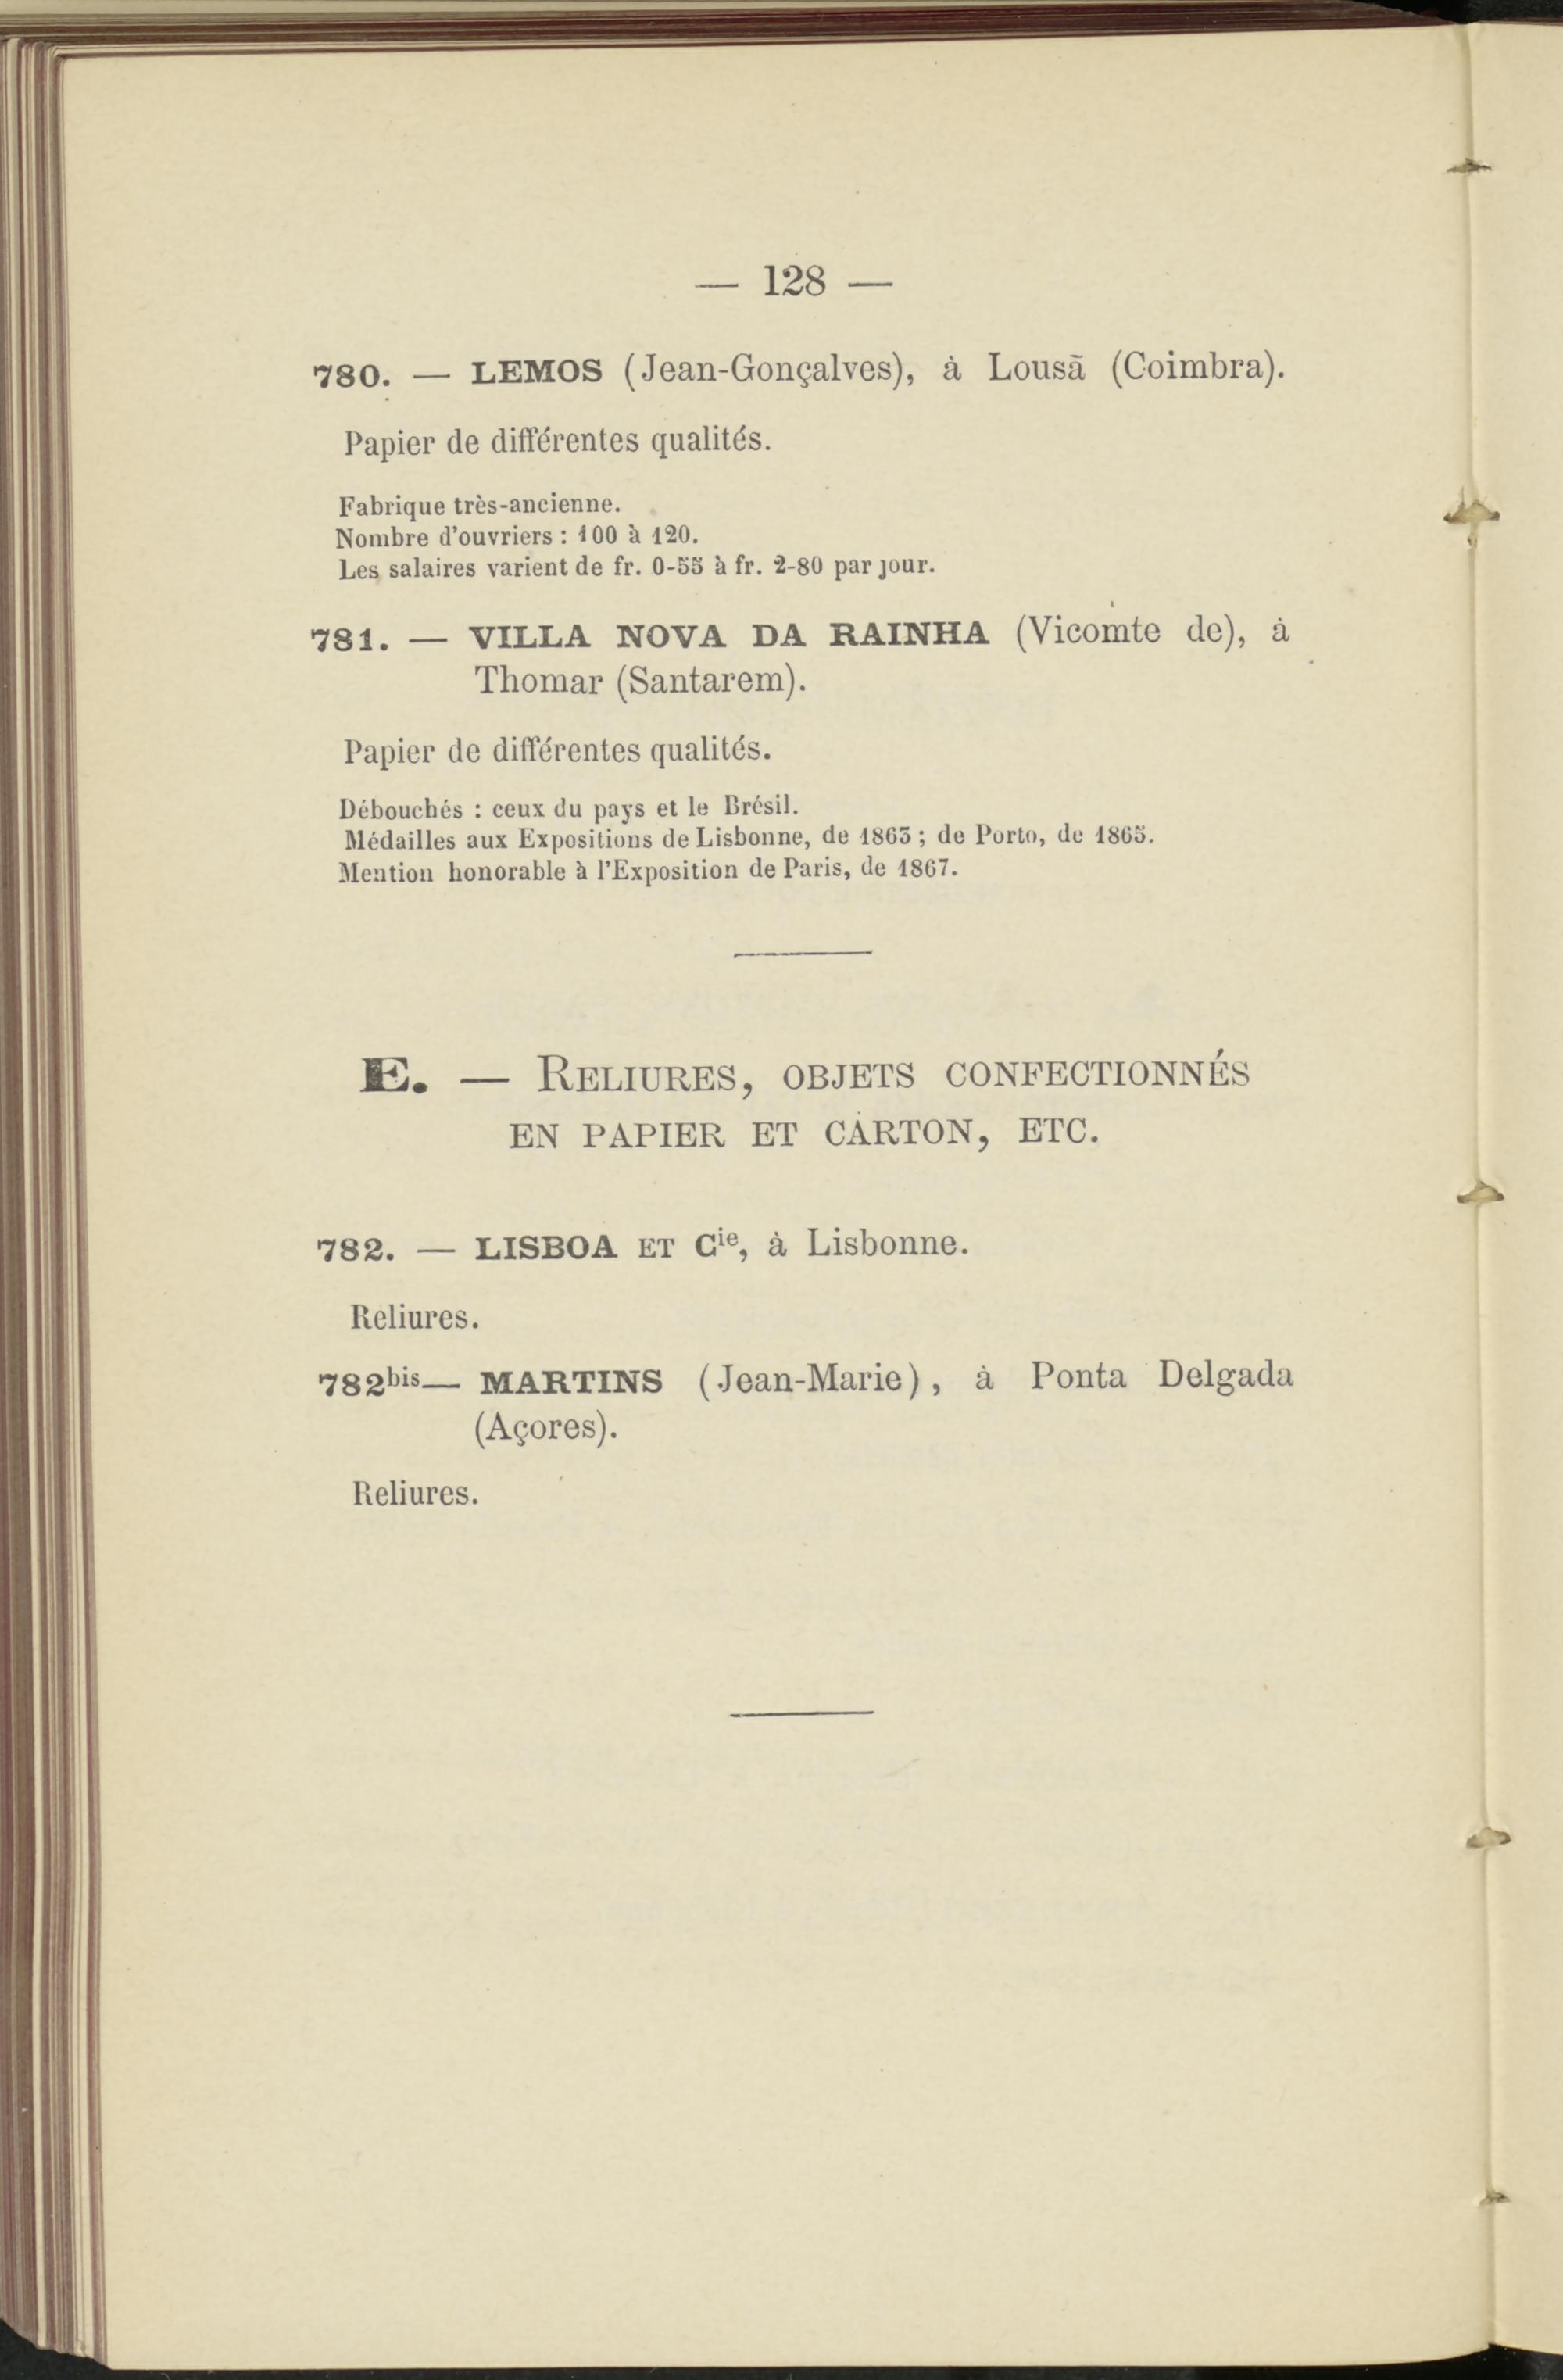 — 128 —
780. — LEMOS (Jean-Gonçalves), à Lousã (Coimbra).
Papier de différentes qualités.
Fabrique très-ancienne.
Nombre d'ouvriers : 100 à 120.
Les salaires varient de fr. 0-55 à fr. 2-80 par jour.
781. — VILLA NOVA DA RAINHA (Vicomte de), à
Thomar (Santarem).
Papier de différentes qualités.
Débouchés : ceux du pays et le Brésil.
Médailles aux Expositions de Lisbonne, de 1863 ; de Porto, de 1865.
Mention honorable à l'Exposition de Paris, de 1867.
E. — RELIURES, OBJETS CONFECTIONNÉS
EN PAPIER ET CARTON, ETC.
782. — LISBOA ET Cie, à Lisbonne.
Reliures.
782bis— MARTINS (Jean-Marie), à Ponta Delgada
(Açores).
Reliures.